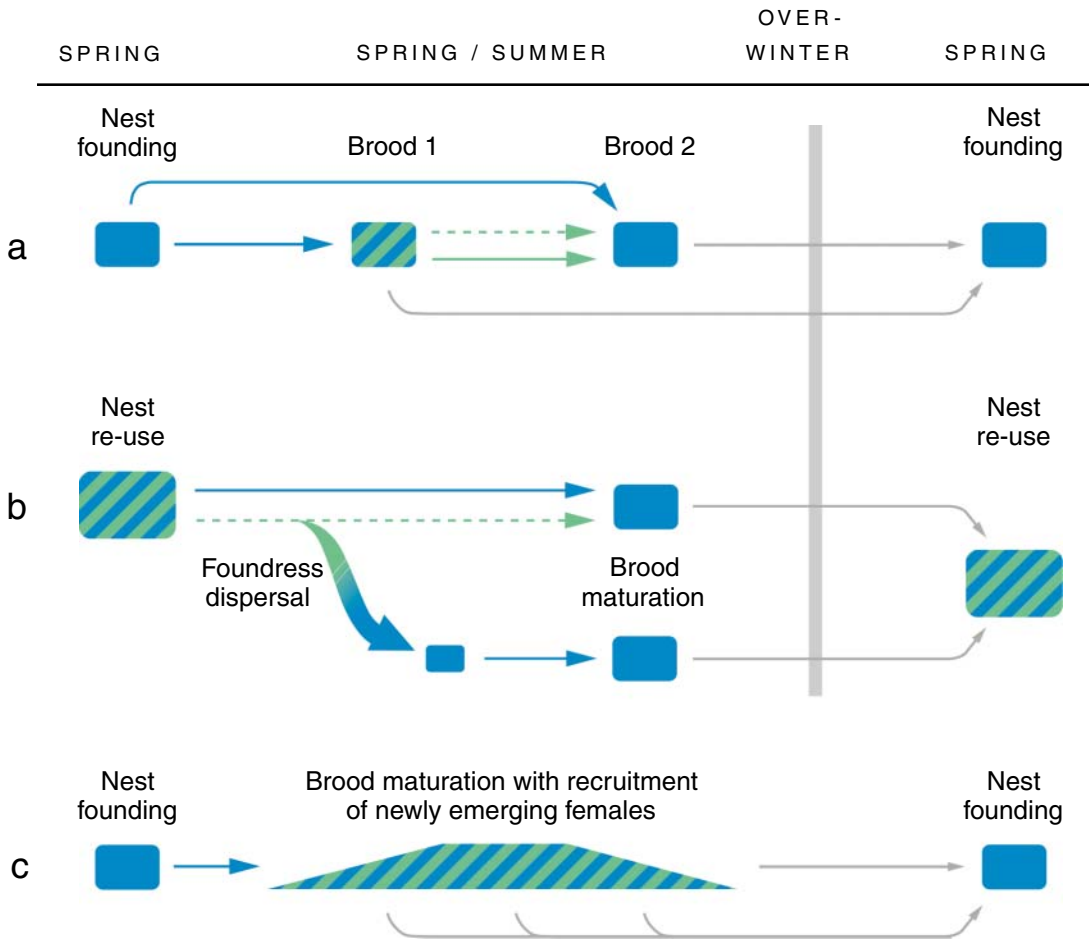 SPRING
SPRING / SUMMER
OVER-
WINTER
SPRING
Nest
founding
Brood 1
Brood 2
Nest
founding
a
Nest
re-use
Nest
re-use
b
Foundress
dispersal
Brood
maturation
Nest
founding
Brood maturation with recruitment
of newly emerging females
Nest
founding
c